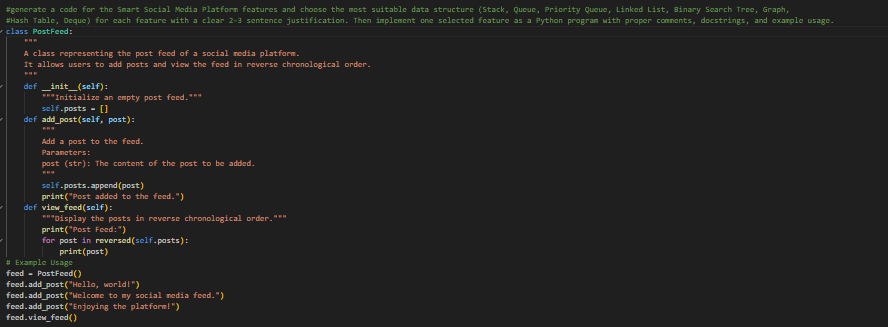 #generate a code for the Smart Social Media Platform features and choose the most suitable data structure (Stack, Queue, Priority Queue, Linked List, Binary Search Tree, Graph,
#Hash Table, Deque) for each feature with a clear 2-3 sentence justification. Then implement one selected feature as a Python program with proper comments, docstrings, and example usage.
class PostFeed:
    """
    A class representing the post feed of a social media platform.
    It allows users to add posts and view the feed in reverse chronological order.
    """
    def __init__(self):
        """Initialize an empty post feed."""
        self.posts = []
    def add_post(self, post):
        """
        Add a post to the feed.
        Parameters:
        post (str): The content of the post to be added.
        """
        self.posts.append(post)
        print("Post added to the feed.")
    def view_feed(self):
        """Display the posts in reverse chronological order."""
        print("Post Feed:")
        for post in reversed(self.posts):
            print(post)
# Example Usage
feed = PostFeed()
feed.add_post("Hello, world!")
feed.add_post("Welcome to my social media feed.")
feed.add_post("Enjoying the platform!")
feed.view_feed()